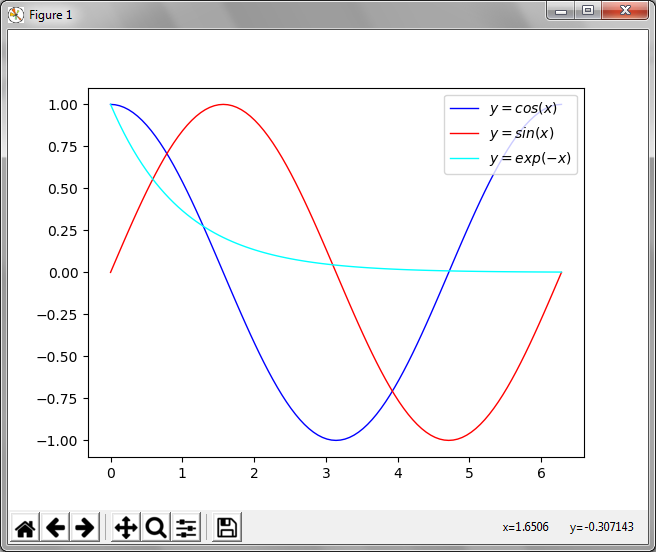 Figure 1
1.00
0.75
0.50
0.25
0.00
−0.25
−0.50
−0.75
−1.00
y = cos(x)
y = sin(x)
y = exp(−x)
0 1 2 3 4 5 6
x=1.6506 y=-0.307143